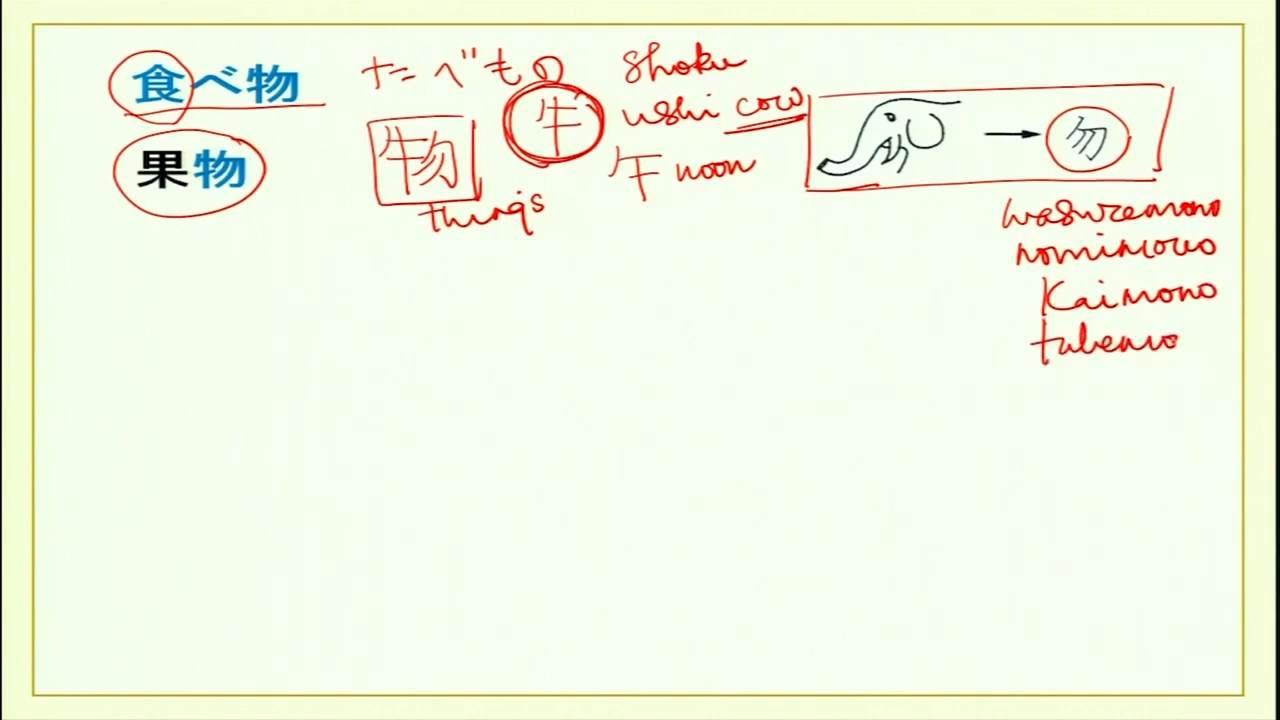 食べ物 たべもの shoku
牛 ushi cow
果物 物 午 noon 勿
things
wasuremono
nomimono
Kaimono
tabemo